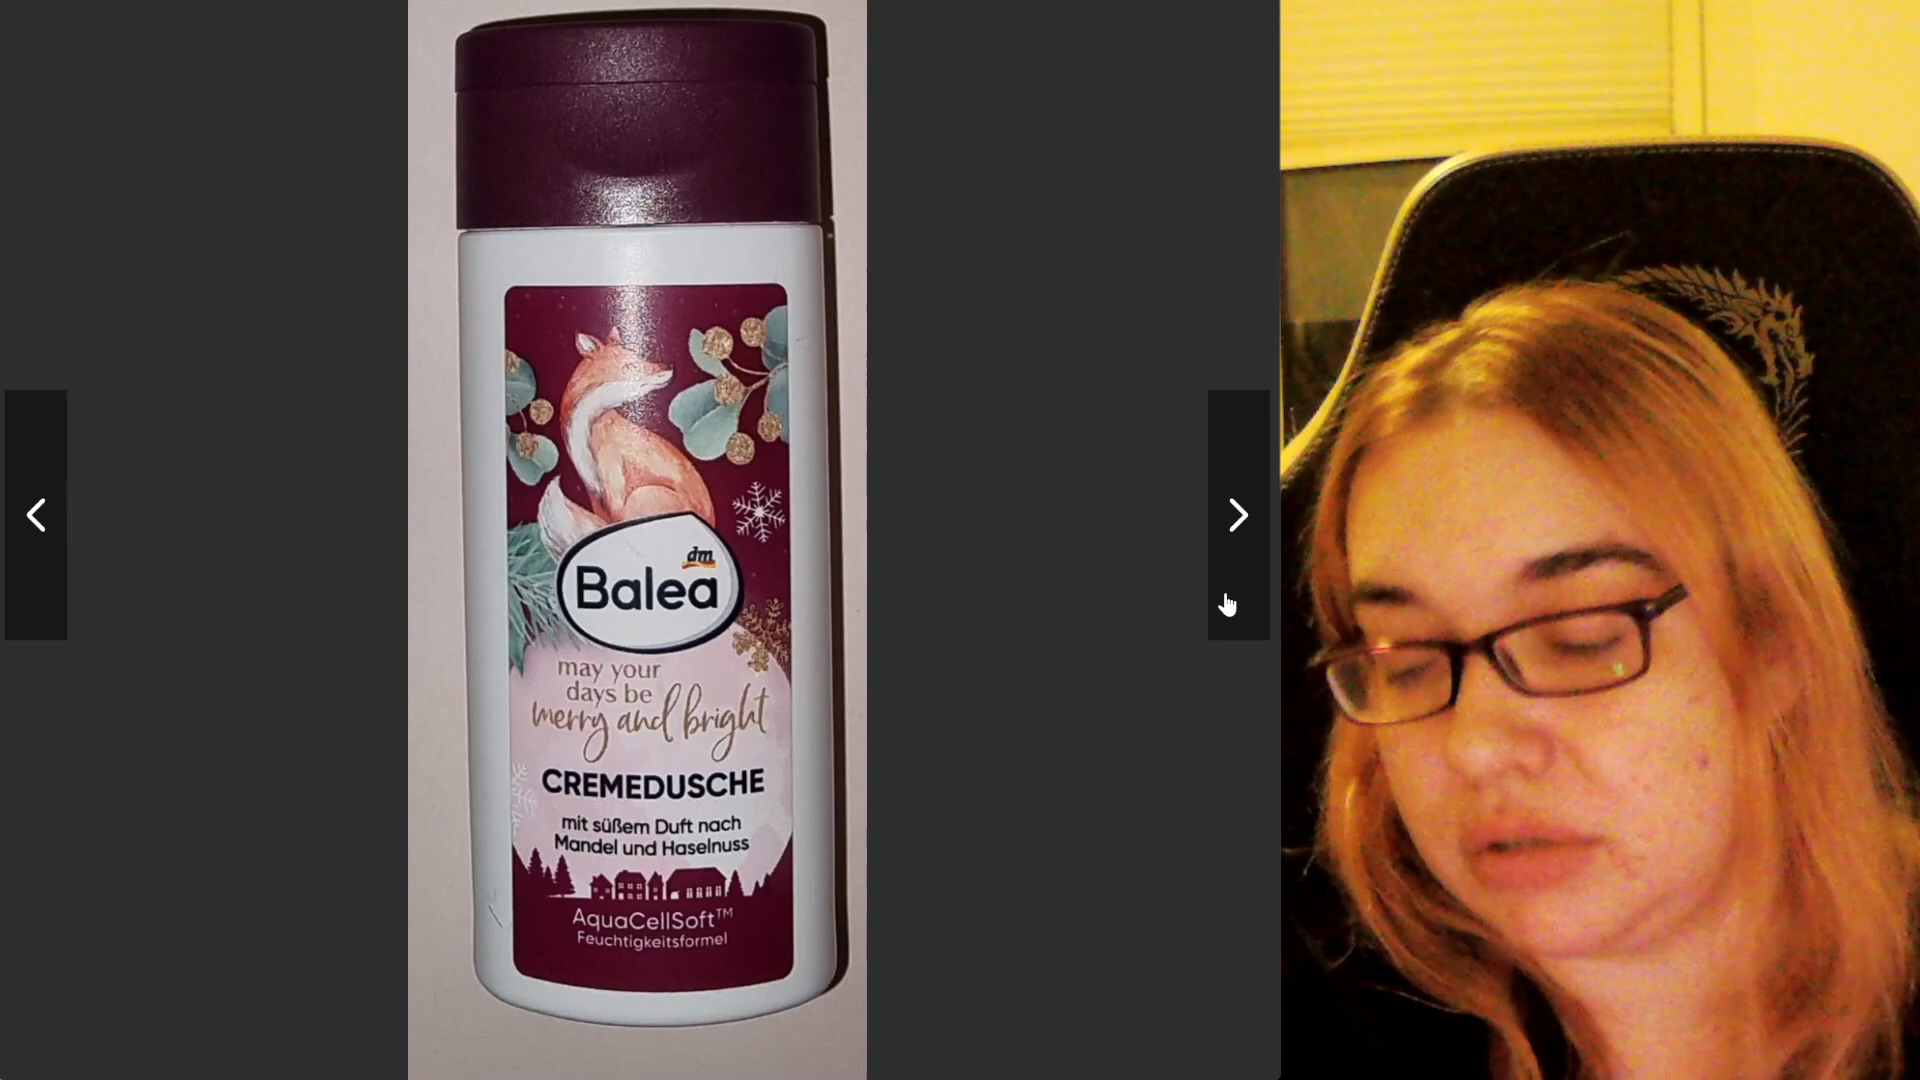 dm
Balea
may your
days be
merry and bright
CREMEDUSCHE
mit süßem Duft nach
Mandel und Haselnuss
AquaCellSoft™
Feuchtigkeitsformel